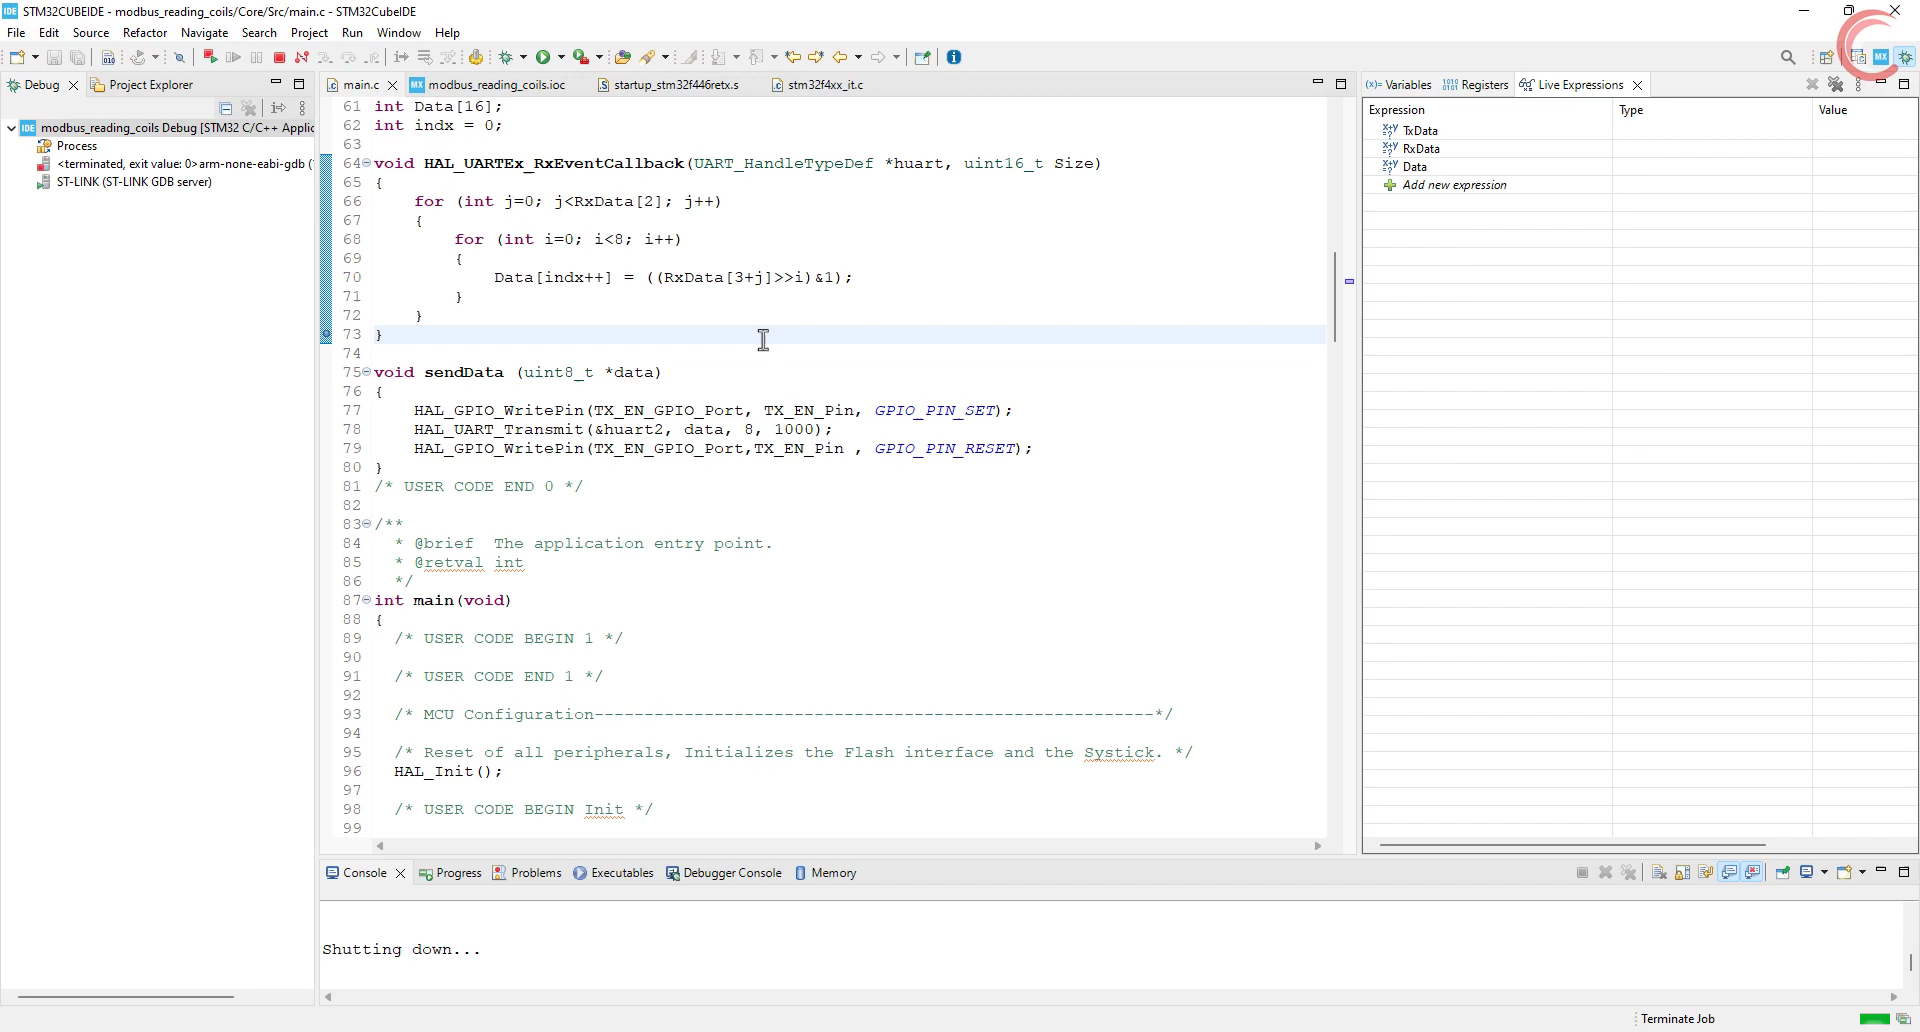 STM32CUBEIDE - modbus_reading_coils/Core/Src/main.c - STM32CubeIDE
File Edit Source Refactor Navigate Search Project Run Window Help
Debug Project Explorer
modbus_reading_coils Debug [STM32 C/C++ Applic
Process
<terminated, exit value: 0>arm-none-eabi-gdb (
ST-LINK (ST-LINK GDB server)
main.c modbus_reading_coils.ioc startup_stm32f446retx.s stm32f4xx_it.c
61 int Data[16];
62 int indx = 0;
63
64 void HAL_UARTEx_RxEventCallback(UART_HandleTypeDef *huart, uint16_t Size)
65 {
66 for (int j=0; j<RxData[2]; j++)
67 {
68 for (int i=0; i<8; i++)
69 {
70 Data[indx++] = ((RxData[3+j]>>i)&1);
71 }
72 }
73 }
74
75 void sendData (uint8_t *data)
76 {
77 HAL_GPIO_WritePin(TX_EN_GPIO_Port, TX_EN_Pin, GPIO_PIN_SET);
78 HAL_UART_Transmit(&huart2, data, 8, 1000);
79 HAL_GPIO_WritePin(TX_EN_GPIO_Port,TX_EN_Pin , GPIO_PIN_RESET);
80 }
81 /* USER CODE END 0 */
82
83 /**
84 * @brief The application entry point.
85 * @retval int
86 */
87 int main(void)
88 {
89 /* USER CODE BEGIN 1 */
90
91 /* USER CODE END 1 */
92
93 /* MCU Configuration--------------------------------------------------------*/
94
95 /* Reset of all peripherals, Initializes the Flash interface and the Systick. */
96 HAL_Init();
97
98 /* USER CODE BEGIN Init */
99
Variables Registers Live Expressions
Expression Type Value
TxData
RxData
Data
Add new expression
Console Progress Problems Executables Debugger Console Memory
Shutting down...
Terminate Job